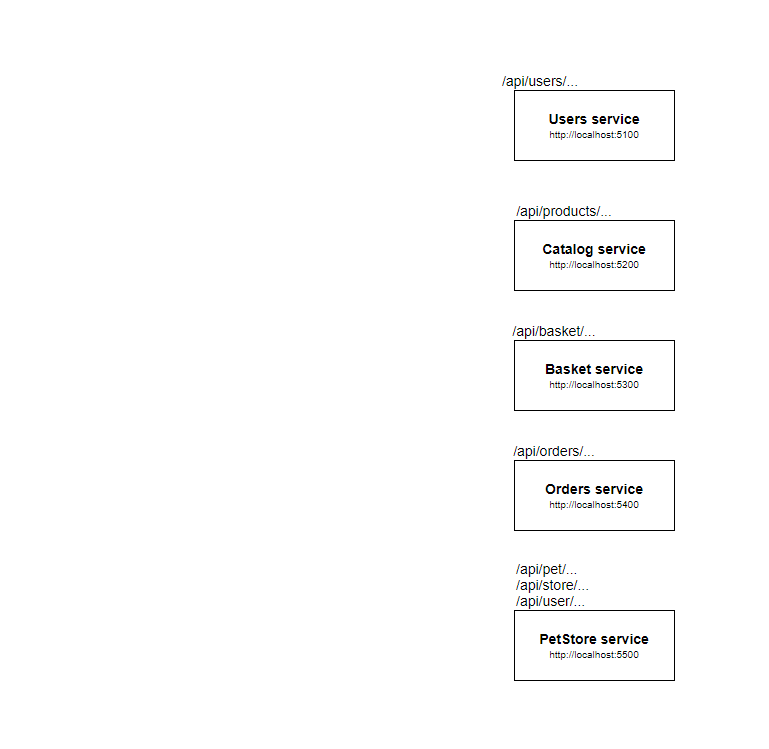 /api/users/...
Users service
http://localhost:5100
/api/products/...
Catalog service
http://localhost:5200
/api/basket/...
Basket service
http://localhost:5300
/api/orders/...
Orders service
http://localhost:5400
/api/pet/...
/api/store/...
/api/user/...
PetStore service
http://localhost:5500